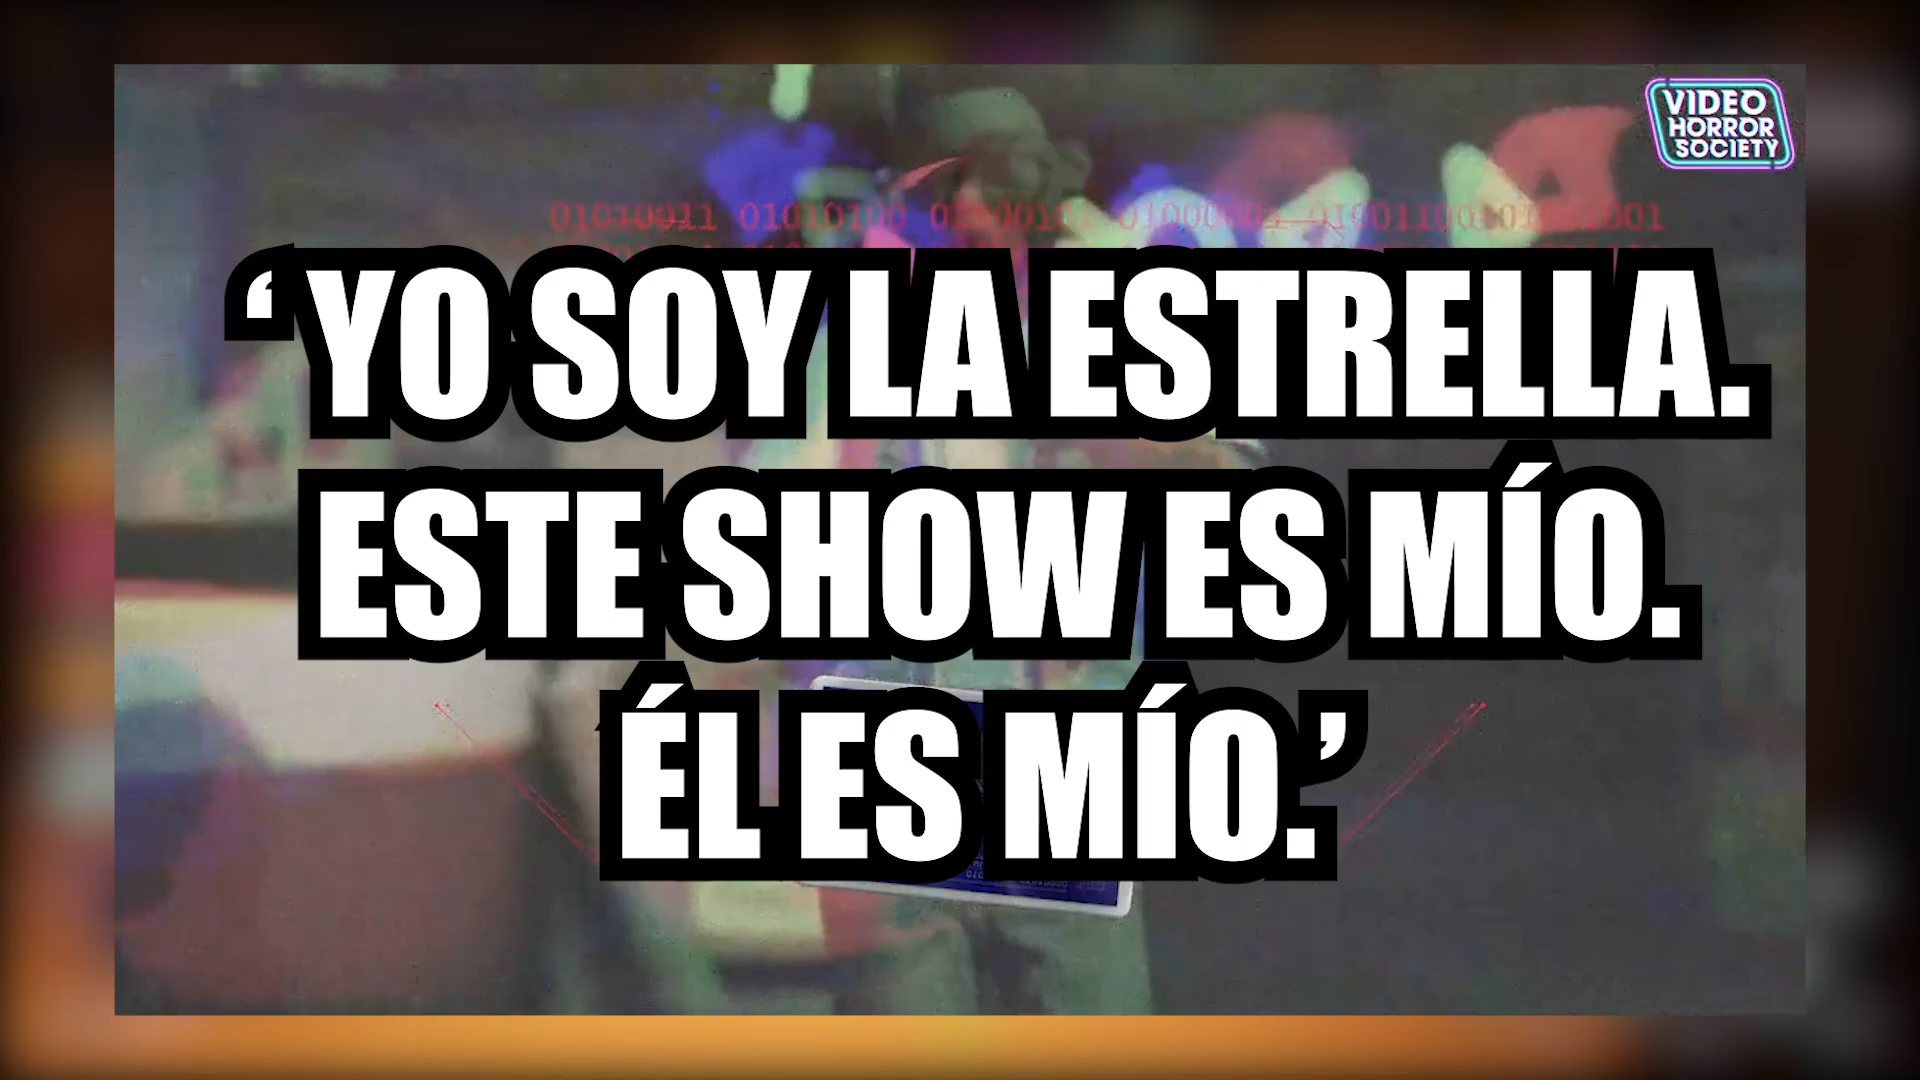 VIDEO
HORROR
SOCIETY
‘YO SOY LA ESTRELLA.
ESTE SHOW ES MÍO.
ÉL ES MÍO.’